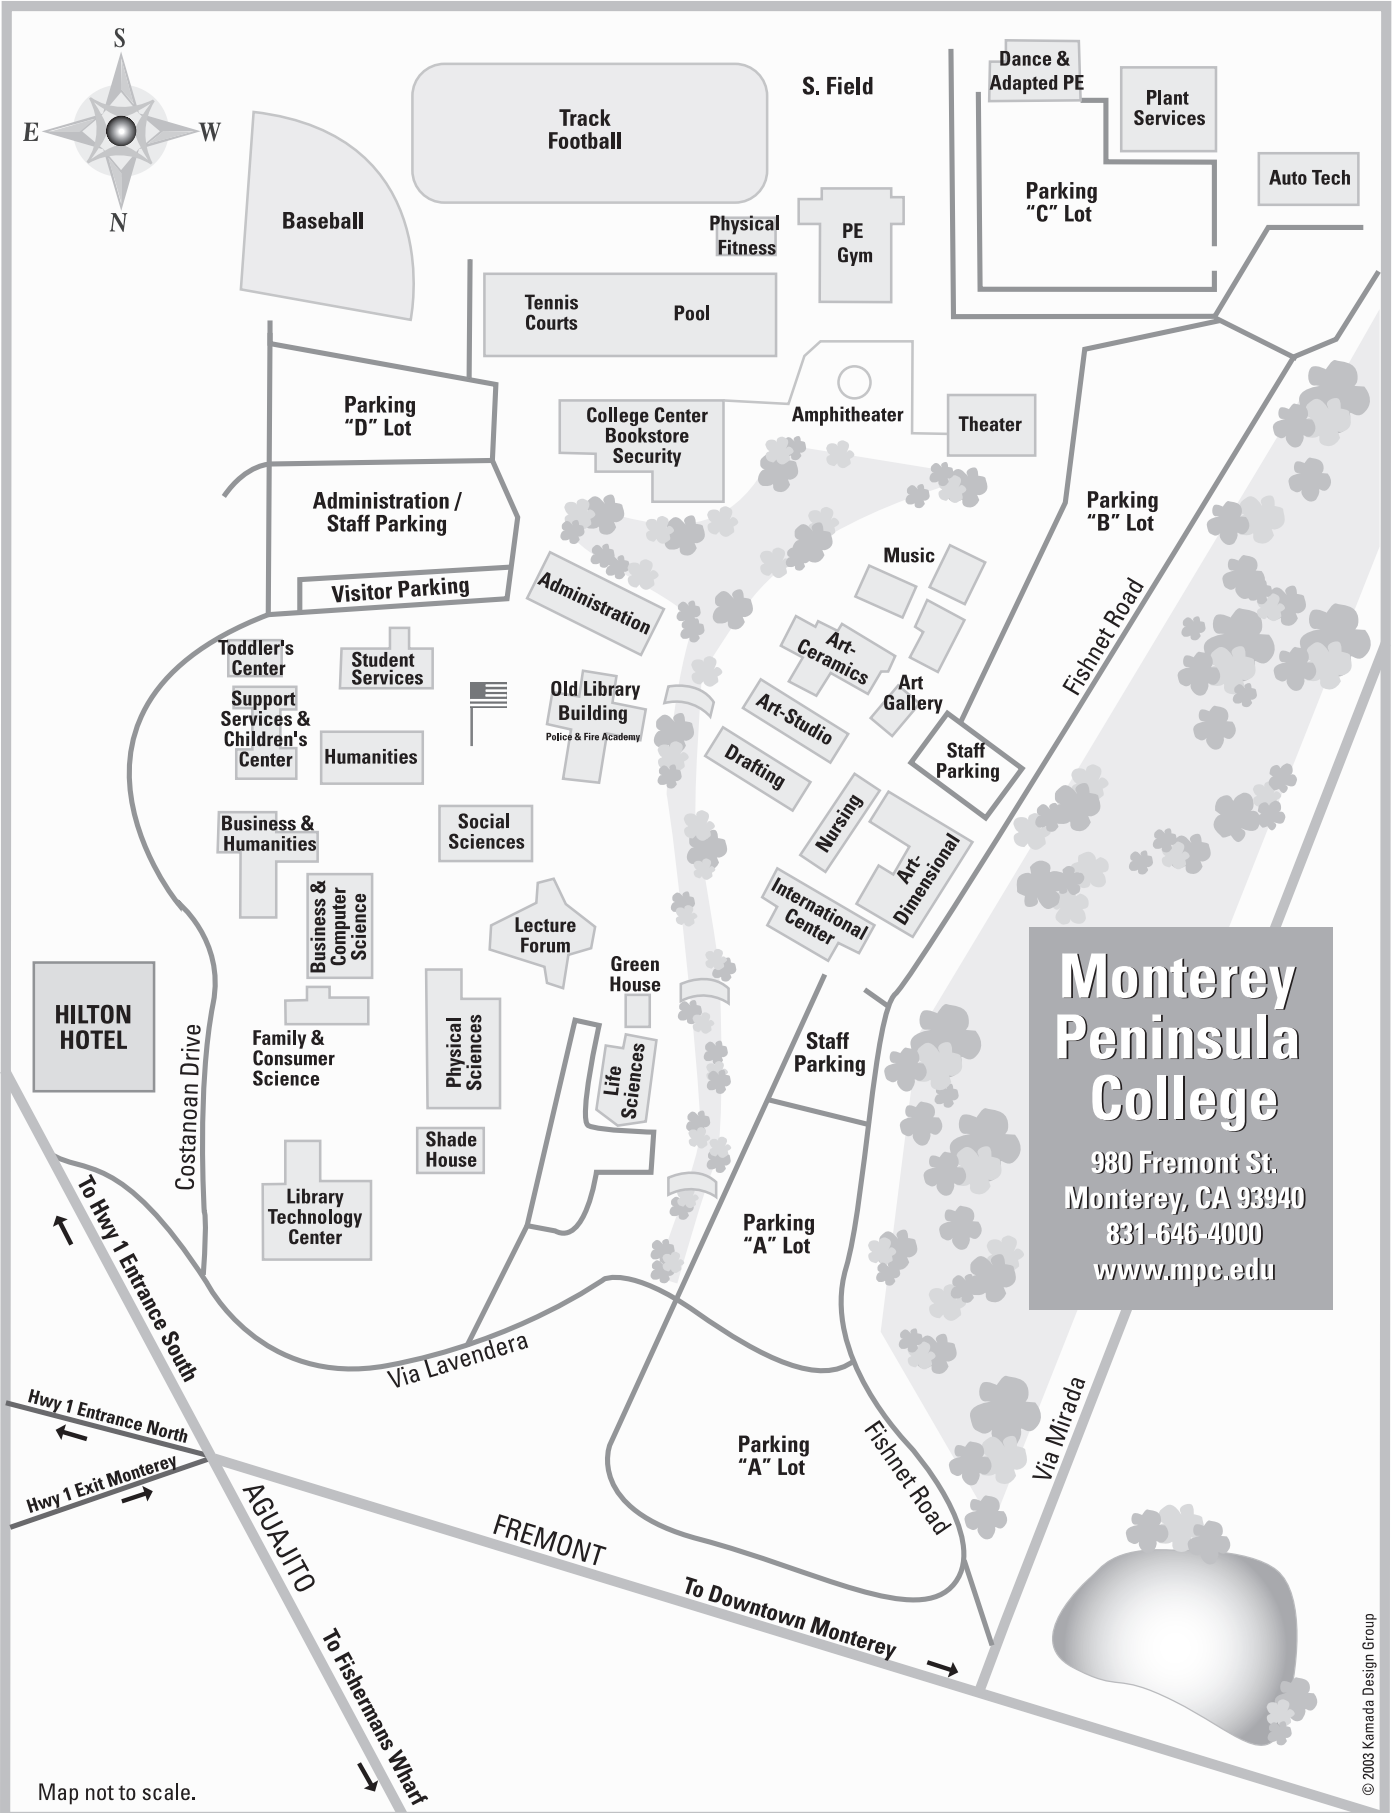 S
E
W
N
Track
Football
S. Field
Dance &
Adapted PE
Plant
Services
Auto Tech
Parking
“C” Lot
Baseball
Physical
Fitness
PE
Gym
Tennis
Courts
Pool
Parking
“D” Lot
College Center
Bookstore
Security
Amphitheater
Theater
Administration /
Staff Parking
Parking
“B” Lot
Visitor Parking
Administration
Music
Fishnet Road
Toddler's
Center
Student
Services
Support
Services &
Children's
Center
Humanities
Old Library
Building
Police & Fire Academy
Art-
Ceramics
Art
Gallery
Art-Studio
Drafting
Staff
Parking
Nursing
Art-
Dimensional
Business &
Humanities
Social
Sciences
Business &
Computer
Science
Lecture
Forum
International
Center
Green
House
HILTON
HOTEL
Family &
Consumer
Science
Physical
Sciences
Life
Sciences
Staff
Parking
Costanoan Drive
Shade
House
Library
Technology
Center
Parking
“A” Lot
Monterey
Peninsula
College
980 Fremont St.
Monterey, CA 93940
831-646-4000
www.mpc.edu
To Hwy 1 Entrance South
Via Lavendera
Hwy 1 Entrance North
Hwy 1 Exit Monterey
Parking
“A” Lot
Fishnet Road
Via Mirada
AGUAJITO
FREMONT
To Downtown Monterey
To Fishermans Wharf
Map not to scale.
© 2003 Kamada Design Group